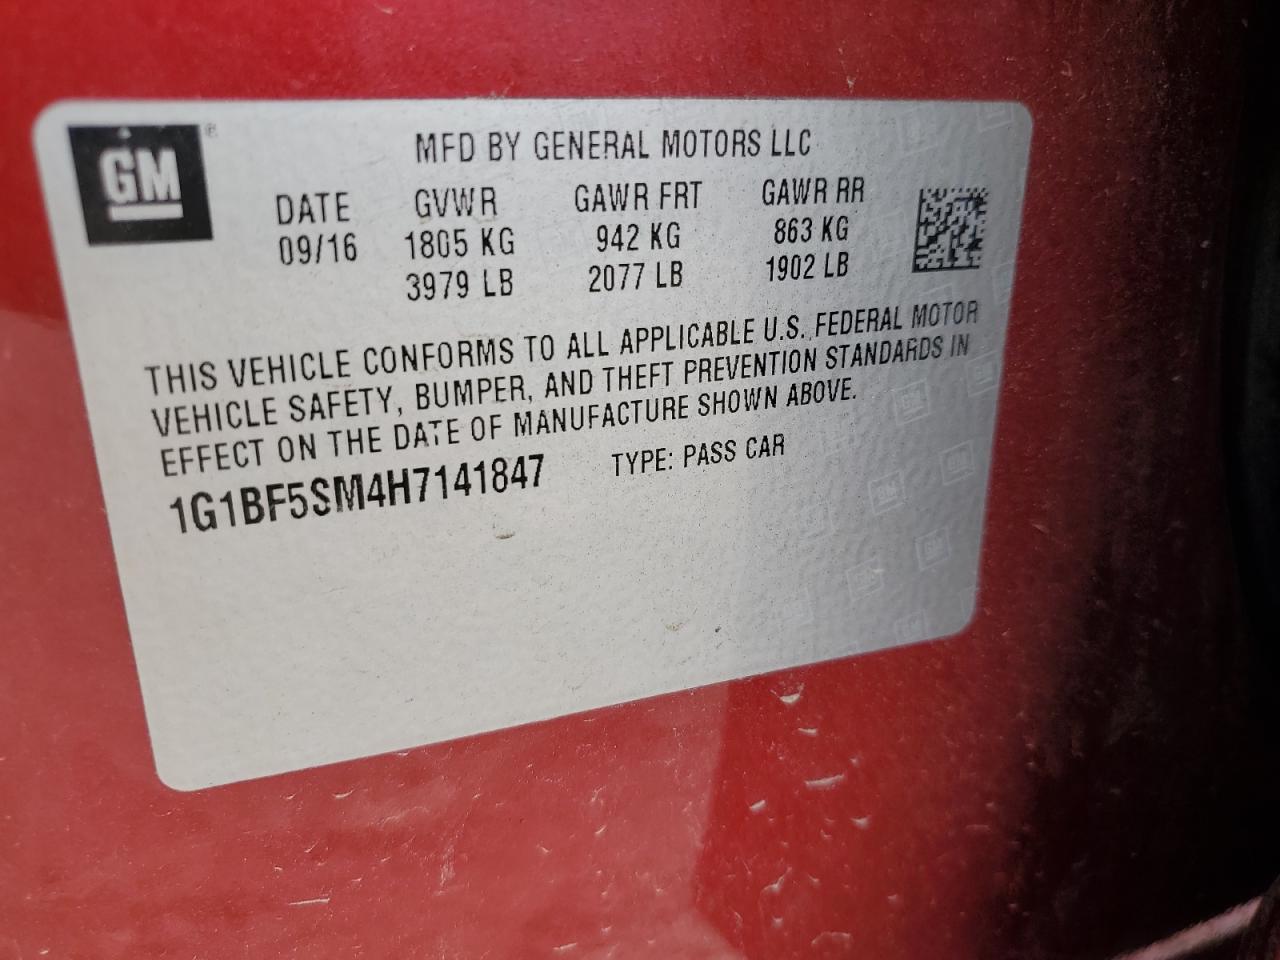 GM®
MFD BY GENERAL MOTORS LLC
DATE GVWR GAWR FRT GAWR RR
09/16 1805 KG 942 KG 863 KG
3979 LB 2077 LB 1902 LB
THIS VEHICLE CONFORMS TO ALL APPLICABLE U.S. FEDERAL MOTOR
VEHICLE SAFETY, BUMPER, AND THEFT PREVENTION STANDARDS IN
EFFECT ON THE DATE OF MANUFACTURE SHOWN ABOVE.
1G1BF5SM4H7141847 TYPE: PASS CAR